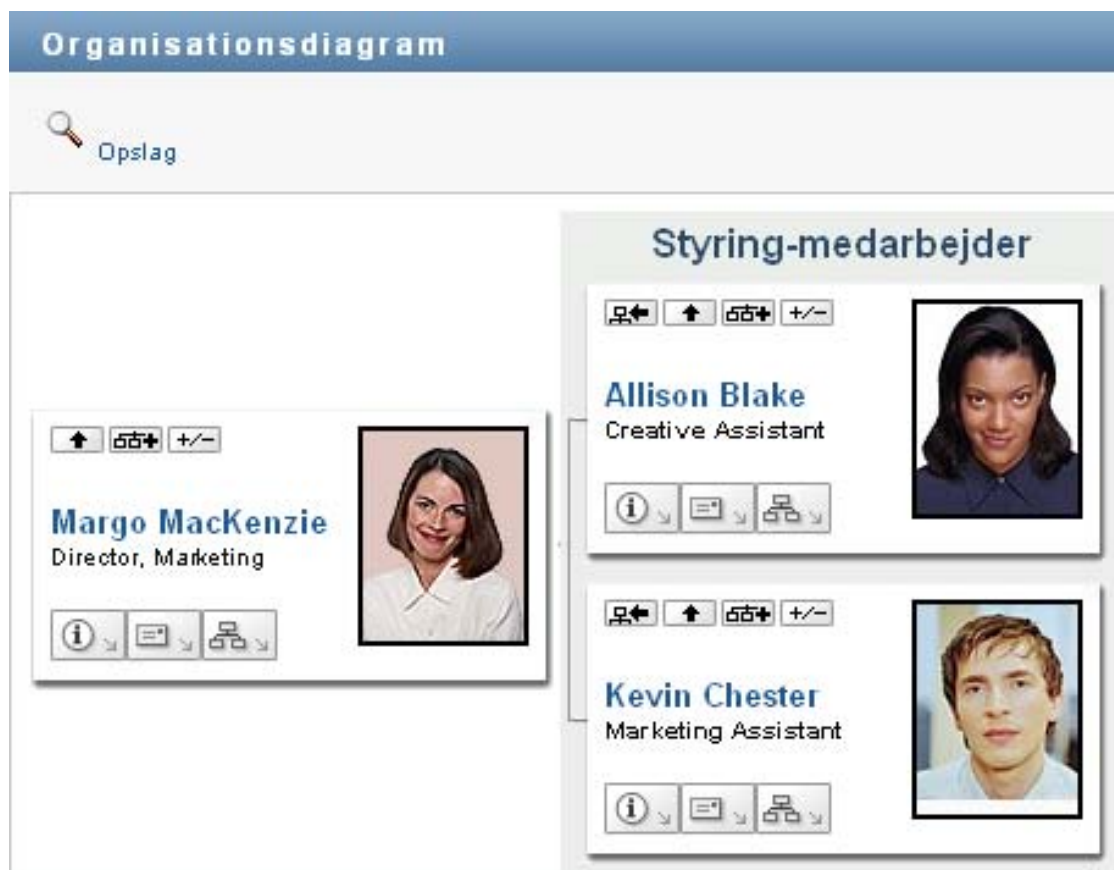 Organisationsdiagram
Opslag
Styring-medarbejder
+/−
Allison Blake
Creative Assistant
+/−
Margo MacKenzie
Director, Marketing
+/−
Kevin Chester
Marketing Assistant